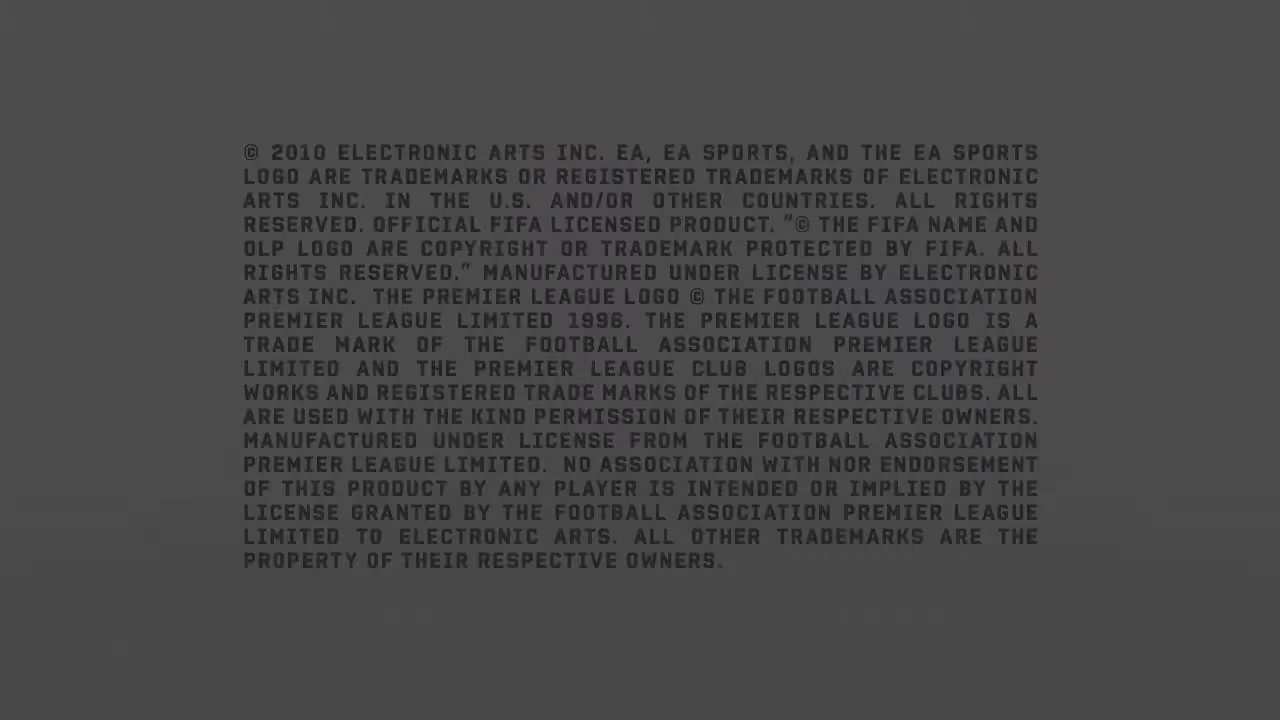 © 2010 ELECTRONIC ARTS INC. EA, EA SPORTS, AND THE EA SPORTS
LOGO ARE TRADEMARKS OR REGISTERED TRADEMARKS OF ELECTRONIC
ARTS INC. IN THE U.S. AND/OR OTHER COUNTRIES. ALL RIGHTS
RESERVED. OFFICIAL FIFA LICENSED PRODUCT. "© THE FIFA NAME AND
OLP LOGO ARE COPYRIGHT OR TRADEMARK PROTECTED BY FIFA. ALL
RIGHTS RESERVED." MANUFACTURED UNDER LICENSE BY ELECTRONIC
ARTS INC. THE PREMIER LEAGUE LOGO © THE FOOTBALL ASSOCIATION
PREMIER LEAGUE LIMITED 1996. THE PREMIER LEAGUE LOGO IS A
TRADE MARK OF THE FOOTBALL ASSOCIATION PREMIER LEAGUE
LIMITED AND THE PREMIER LEAGUE CLUB LOGOS ARE COPYRIGHT
WORKS AND REGISTERED TRADE MARKS OF THE RESPECTIVE CLUBS. ALL
ARE USED WITH THE KIND PERMISSION OF THEIR RESPECTIVE OWNERS.
MANUFACTURED UNDER LICENSE FROM THE FOOTBALL ASSOCIATION
PREMIER LEAGUE LIMITED. NO ASSOCIATION WITH NOR ENDORSEMENT
OF THIS PRODUCT BY ANY PLAYER IS INTENDED OR IMPLIED BY THE
LICENSE GRANTED BY THE FOOTBALL ASSOCIATION PREMIER LEAGUE
LIMITED TO ELECTRONIC ARTS. ALL OTHER TRADEMARKS ARE THE
PROPERTY OF THEIR RESPECTIVE OWNERS.